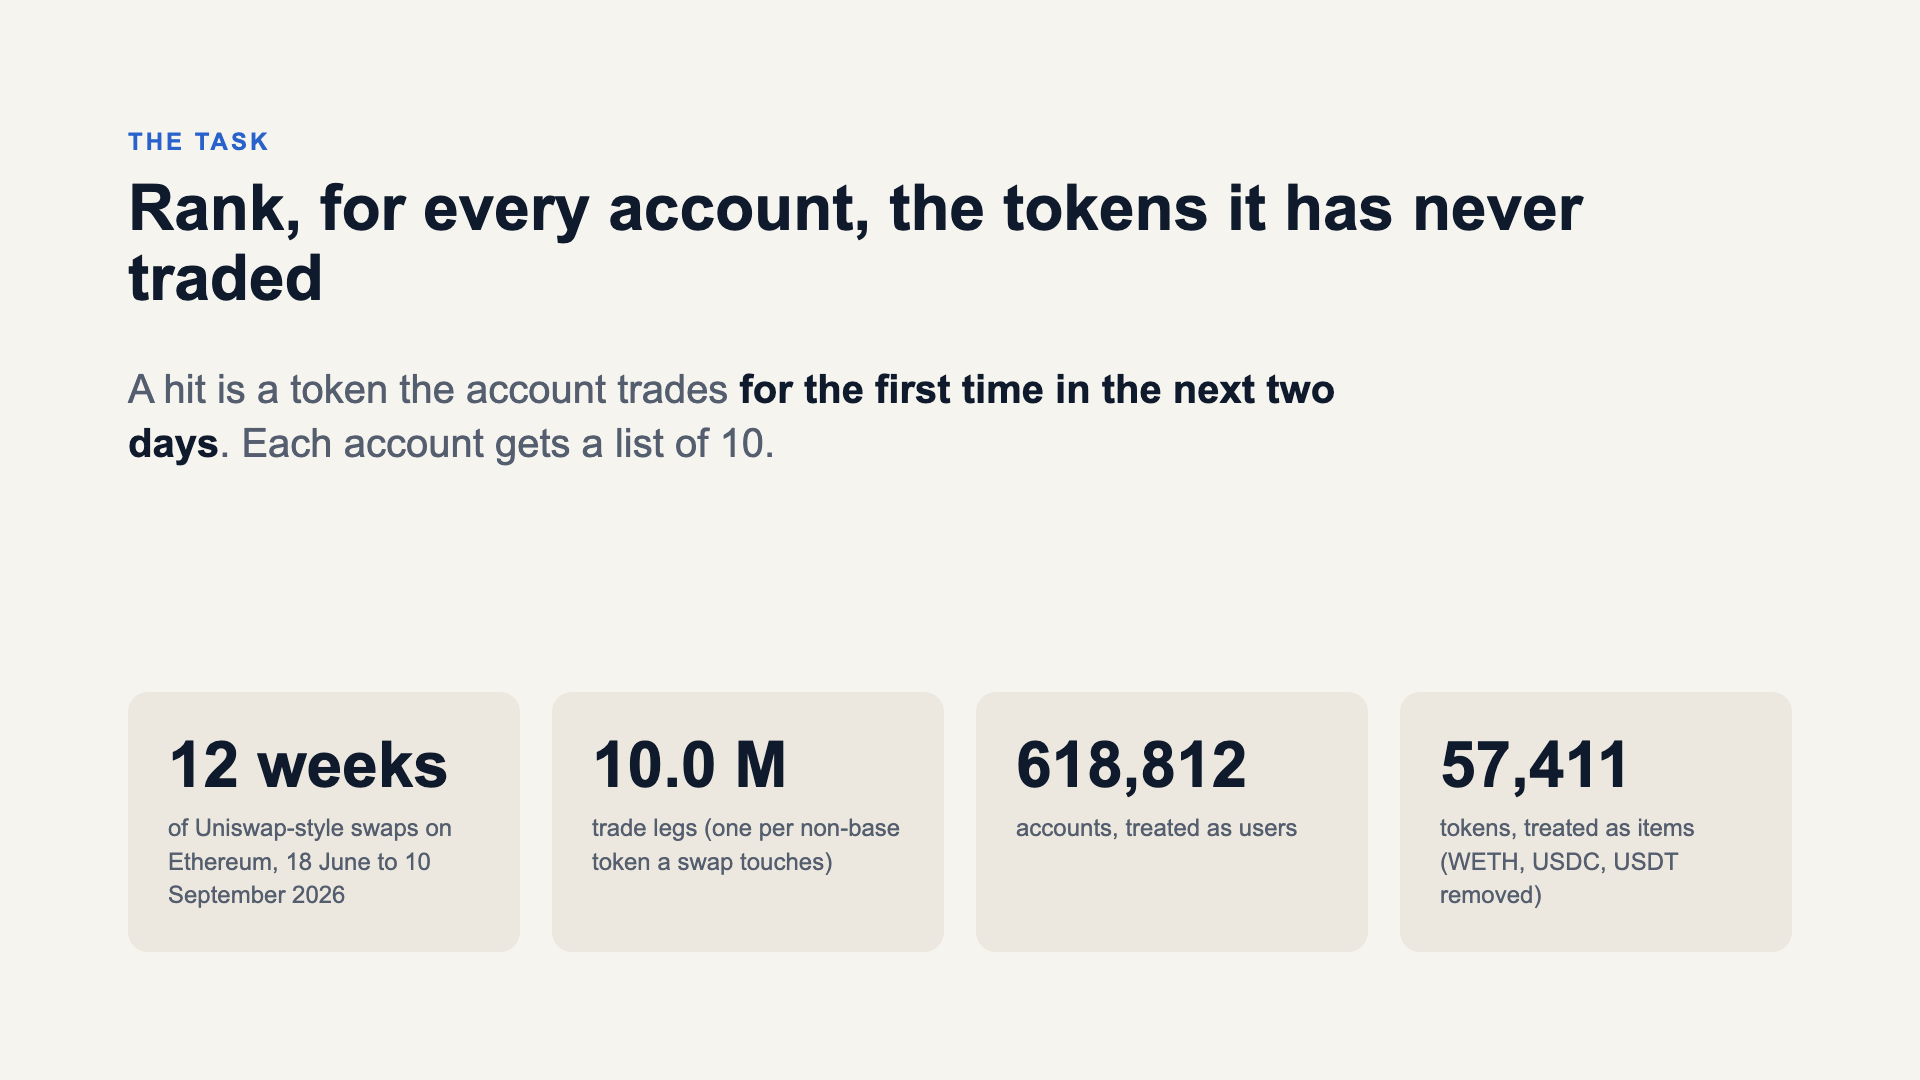 THE TASK
Rank, for every account, the tokens it has never
traded
A hit is a token the account trades for the first time in the next two
days. Each account gets a list of 10.
12 weeks
of Uniswap-style swaps on
Ethereum, 18 June to 10
September 2026
10.0 M
trade legs (one per non-base
token a swap touches)
618,812
accounts, treated as users
57,411
tokens, treated as items
(WETH, USDC, USDT
removed)